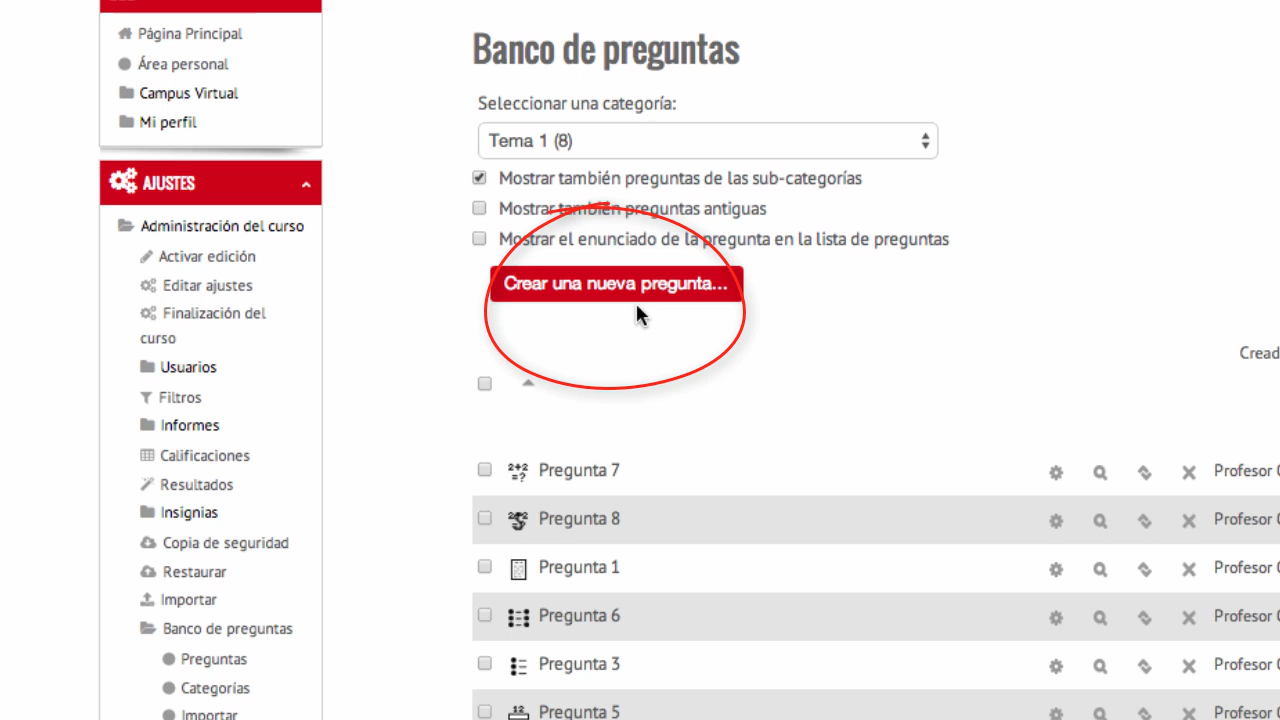 Página Principal
Área personal
Campus Virtual
Mi perfil
AJUSTES
Administración del curso
Activar edición
Editar ajustes
Finalización del
curso
Usuarios
Filtros
Informes
Calificaciones
Resultados
Insignias
Copia de seguridad
Restaurar
Importar
Banco de preguntas
Preguntas
Categorías
Importar
Banco de preguntas
Seleccionar una categoría:
Tema 1 (8)
Mostrar también preguntas de las sub-categorías
Mostrar también preguntas antiguas
Mostrar el enunciado de la pregunta en la lista de preguntas
Crear una nueva pregunta...
Cread
Pregunta 7 Profesor
Pregunta 8 Profesor
Pregunta 1 Profesor
Pregunta 6 Profesor
Pregunta 3 Profesor
Pregunta 5 Profesor